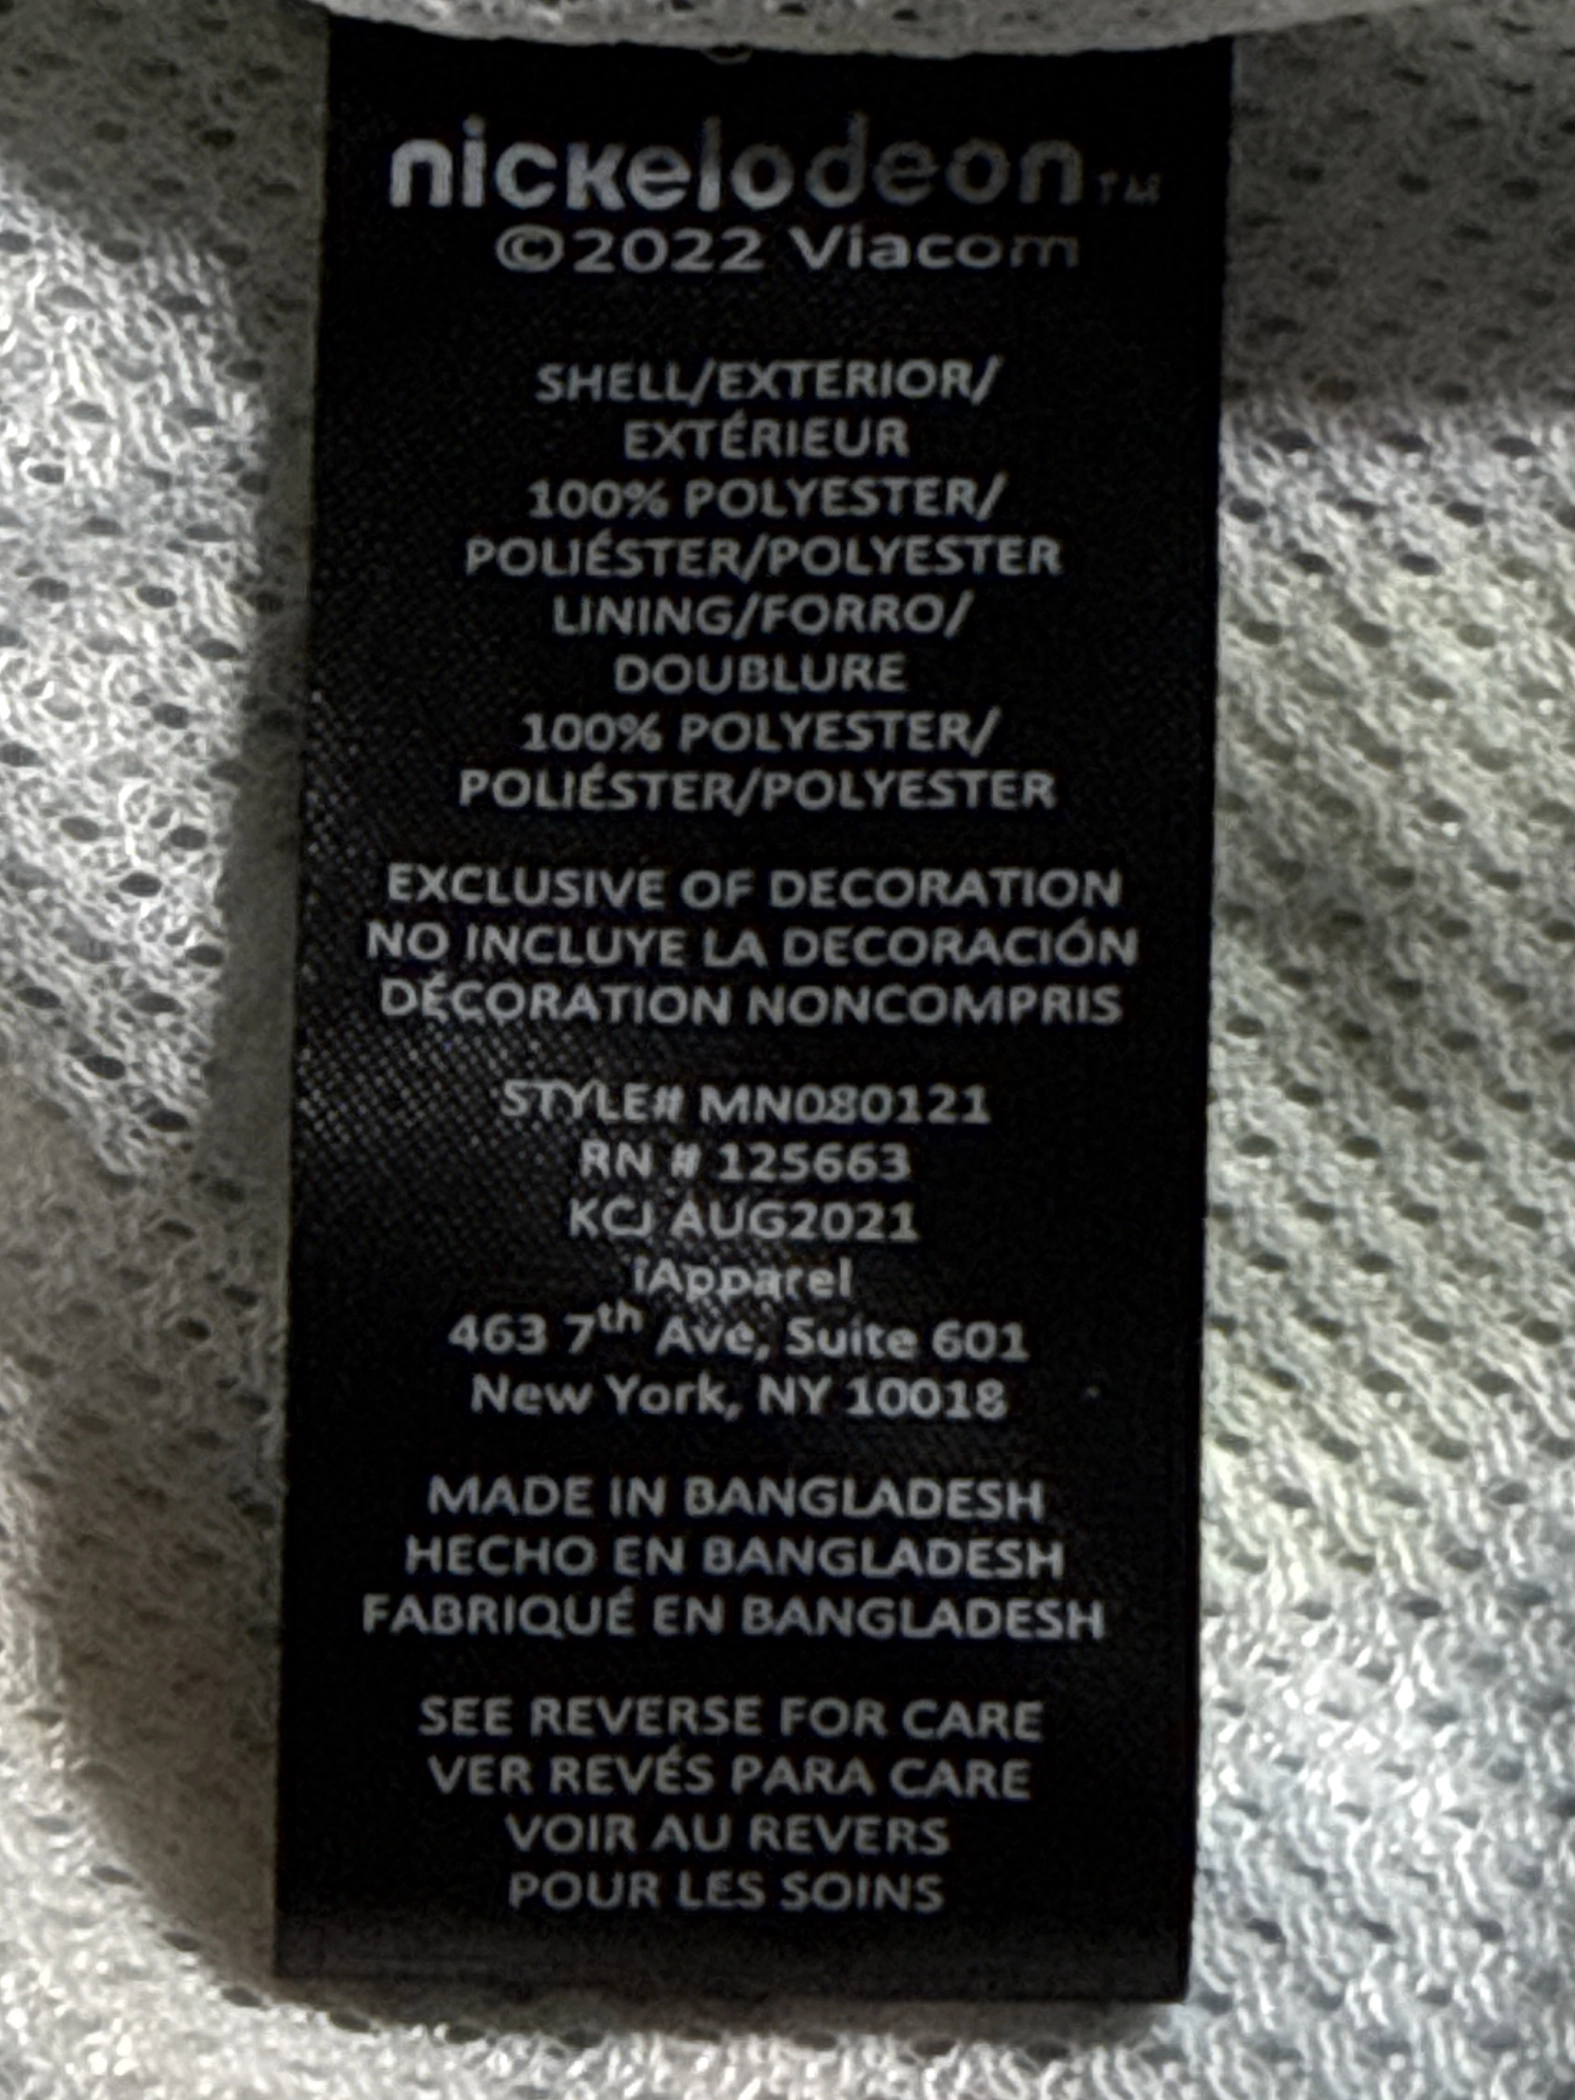 nickelodeon™
©2022 Viacom
SHELL/EXTERIOR/
EXTÉRIEUR
100% POLYESTER/
POLIÉSTER/POLYESTER
LINING/FORRO/
DOUBLURE
100% POLYESTER/
POLIÉSTER/POLYESTER
EXCLUSIVE OF DECORATION
NO INCLUYE LA DECORACIÓN
DÉCORATION NONCOMPRIS
STYLE# MN080121
RN # 125663
KCJ AUG2021
iApparel
463 7th Ave, Suite 601
New York, NY 10018
MADE IN BANGLADESH
HECHO EN BANGLADESH
FABRIQUÉ EN BANGLADESH
SEE REVERSE FOR CARE
VER REVÉS PARA CARE
VOIR AU REVERS
POUR LES SOINS